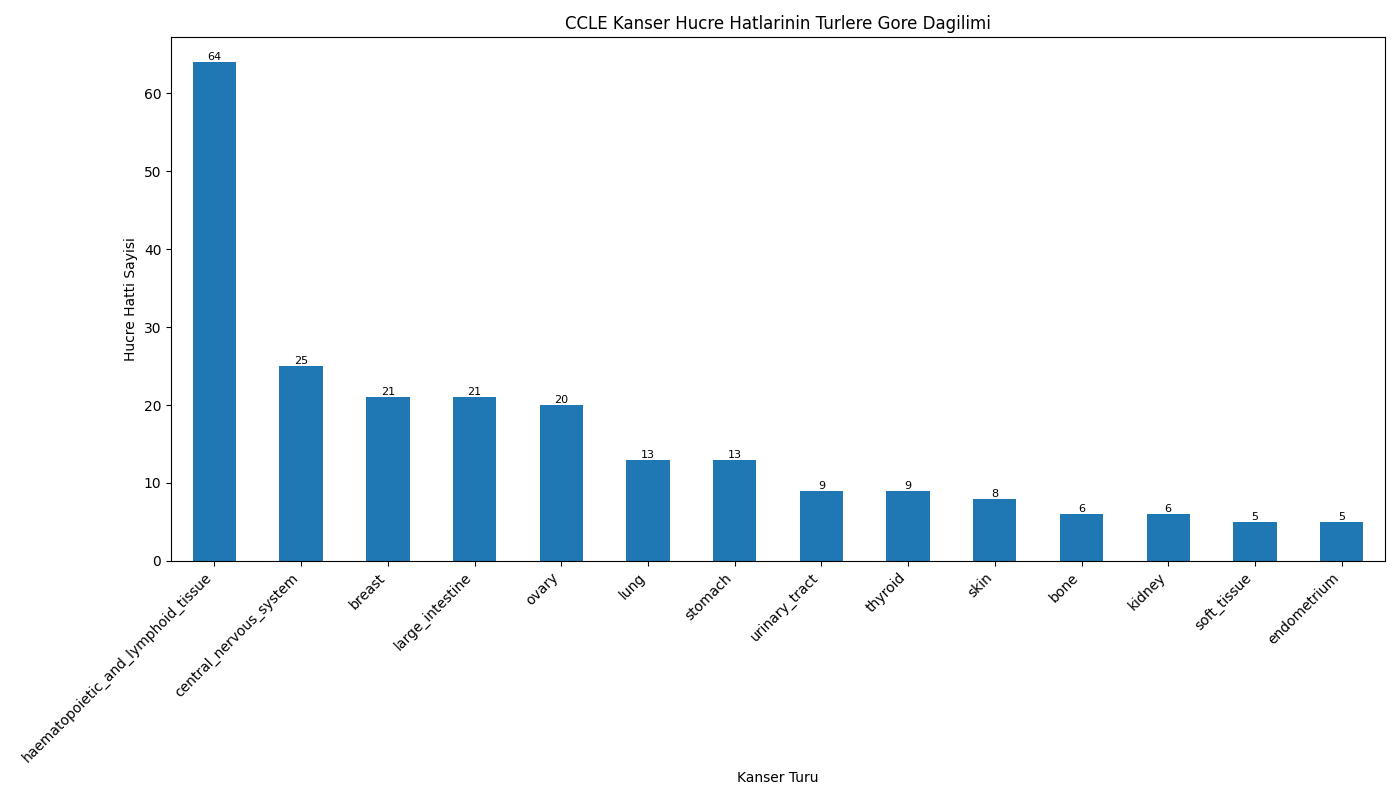 CCLE Kanser Hucre Hatlarinin Turlere Gore Dagilimi
Hucre Hatti Sayisi
60
50
40
30
20
10
0
64
25
21
21
20
13
13
9
9
8
6
6
5
5
haematopoietic_and_lymphoid_tissue
central_nervous_system
breast
large_intestine
ovary
lung
stomach
urinary_tract
thyroid
skin
bone
kidney
soft_tissue
endometrium
Kanser Turu